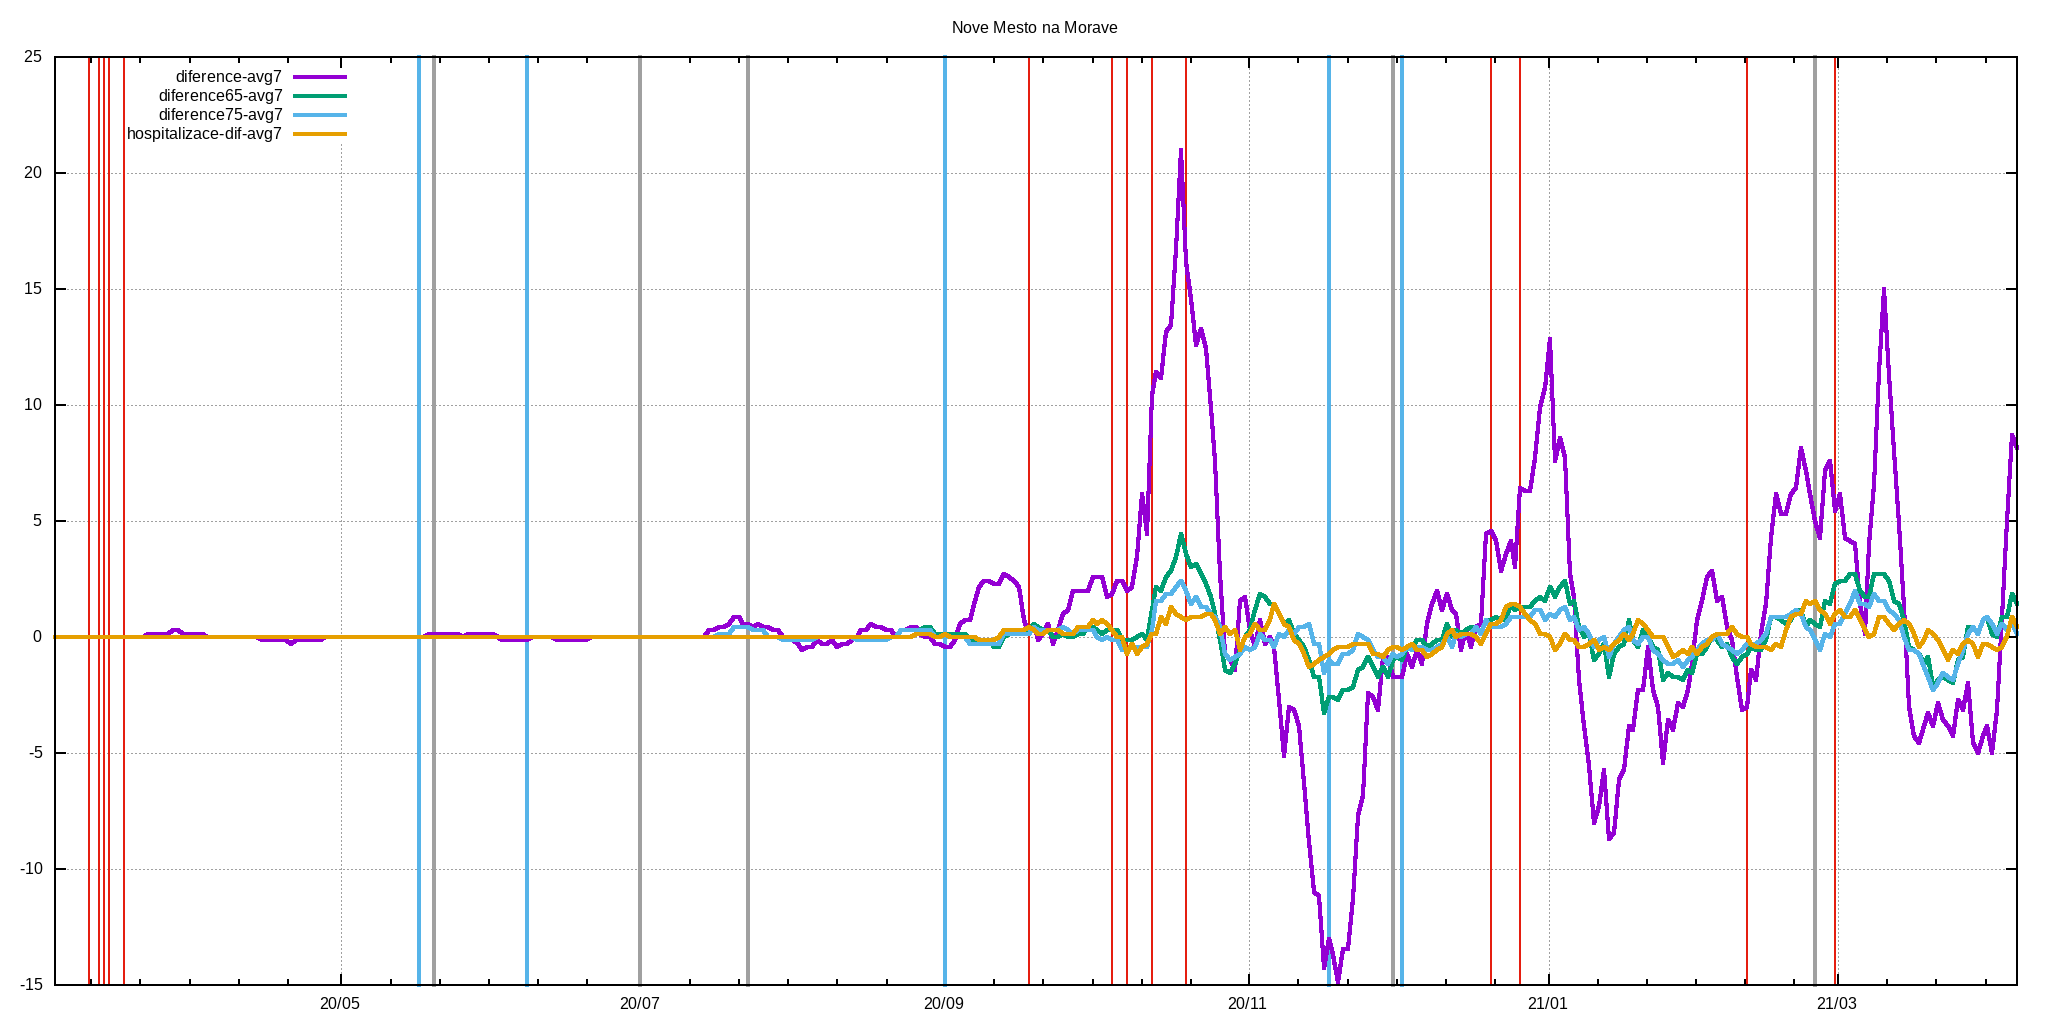 Nove Mesto na Morave
25
20
15
10
5
0
-5
-10
-15
diference-avg7
diference65-avg7
diference75-avg7
hospitalizace-dif-avg7
20/05 20/07 20/09 20/11 21/01 21/03